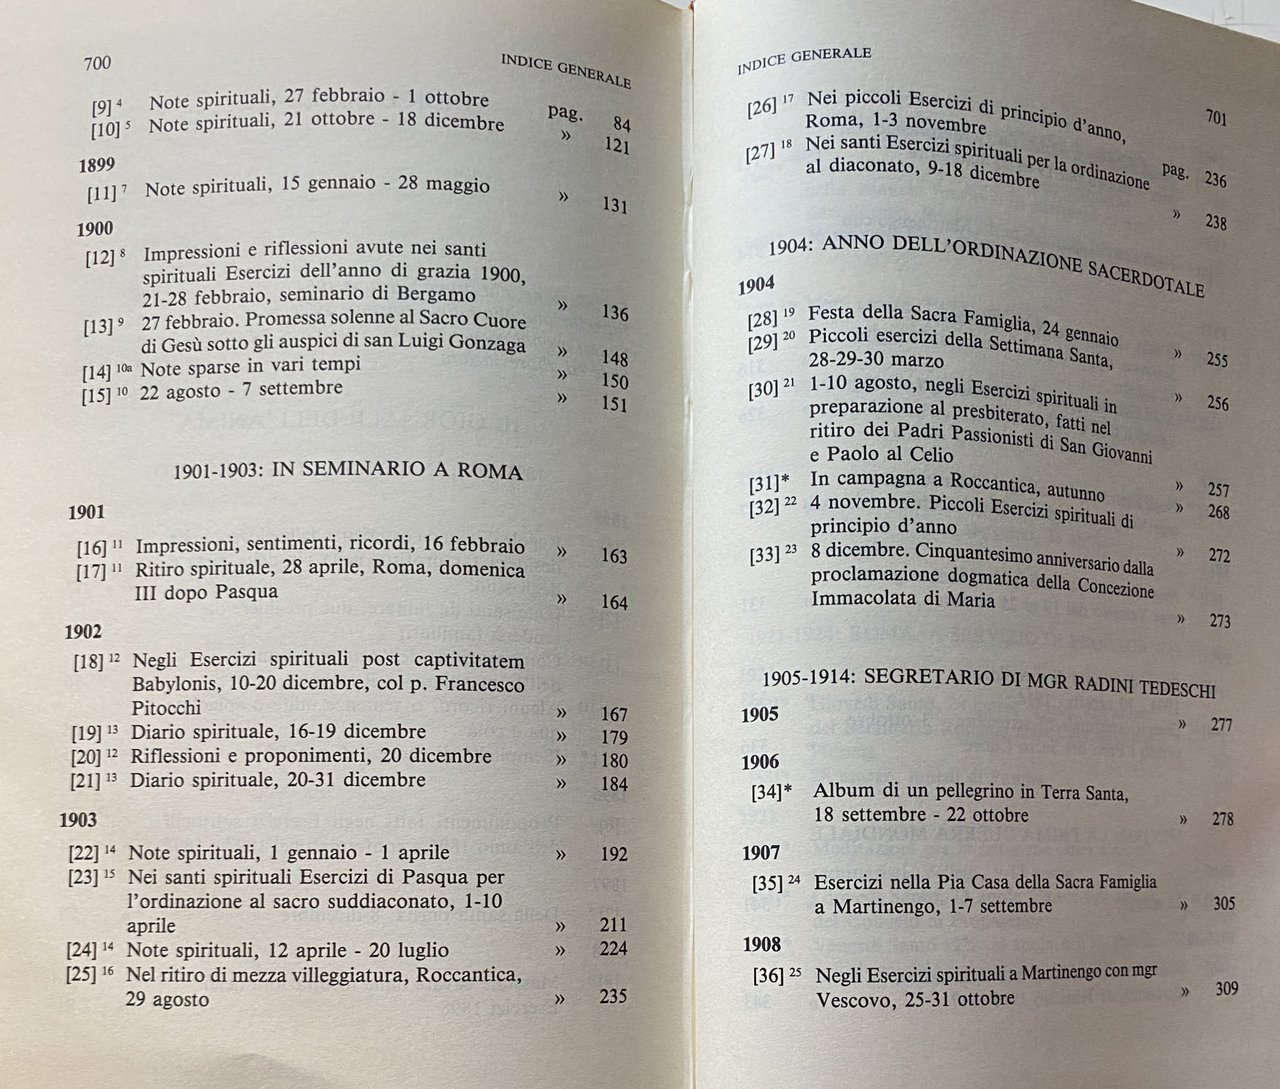 700
INDICE GENERALE
[9] 4 Note spirituali, 27 febbraio - 1 ottobre pag. 84
[10] 5 Note spirituali, 21 ottobre - 18 dicembre » 121
1899
[11] 7 Note spirituali, 15 gennaio - 28 maggio » 131
1900
[12] 8 Impressioni e riflessioni avute nei santi
spirituali Esercizi dell'anno di grazia 1900,
21-28 febbraio, seminario di Bergamo » 136
[13] 9 27 febbraio. Promessa solenne al Sacro Cuore
di Gesù sotto gli auspici di san Luigi Gonzaga » 148
[14] 10a Note sparse in vari tempi » 150
[15] 10 22 agosto - 7 settembre » 151
1901-1903: IN SEMINARIO A ROMA
1901
[16] 11 Impressioni, sentimenti, ricordi, 16 febbraio » 163
[17] 11 Ritiro spirituale, 28 aprile, Roma, domenica
III dopo Pasqua » 164
1902
[18] 12 Negli Esercizi spirituali post captivitatem
Babylonis, 10-20 dicembre, col p. Francesco
Pitocchi » 167
[19] 13 Diario spirituale, 16-19 dicembre » 179
[20] 12 Riflessioni e proponimenti, 20 dicembre » 180
[21] 13 Diario spirituale, 20-31 dicembre » 184
1903
[22] 14 Note spirituali, 1 gennaio - 1 aprile » 192
[23] 15 Nei santi spirituali Esercizi di Pasqua per
l'ordinazione al sacro suddiaconato, 1-10
aprile » 211
[24] 14 Note spirituali, 12 aprile - 20 luglio » 224
[25] 16 Nel ritiro di mezza villeggiatura, Roccantica,
29 agosto » 235
INDICE GENERALE
701
[26] 17 Nei piccoli Esercizi di principio d'anno,
Roma, 1-3 novembre pag. 236
[27] 18 Nei santi Esercizi spirituali per la ordinazione
al diaconato, 9-18 dicembre » 238
1904: ANNO DELL'ORDINAZIONE SACERDOTALE
1904
[28] 19 Festa della Sacra Famiglia, 24 gennaio » 255
[29] 20 Piccoli esercizi della Settimana Santa,
28-29-30 marzo » 256
[30] 21 1-10 agosto, negli Esercizi spirituali in
preparazione al presbiterato, fatti nel
ritiro dei Padri Passionisti di San Giovanni
e Paolo al Celio » 257
[31]* In campagna a Roccantica, autunno » 268
[32] 22 4 novembre. Piccoli Esercizi spirituali di
principio d'anno » 272
[33] 23 8 dicembre. Cinquantesimo anniversario dalla
proclamazione dogmatica della Concezione
Immacolata di Maria » 273
1905-1914: SEGRETARIO DI MGR RADINI TEDESCHI
1905 » 277
1906
[34]* Album di un pellegrino in Terra Santa,
18 settembre - 22 ottobre » 278
1907
[35] 24 Esercizi nella Pia Casa della Sacra Famiglia
a Martinengo, 1-7 settembre » 305
1908
[36] 25 Negli Esercizi spirituali a Martinengo con mgr
Vescovo, 25-31 ottobre » 309